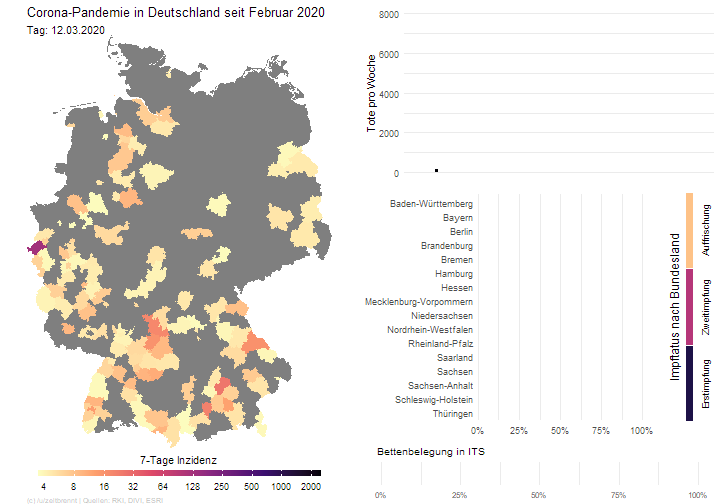 Corona-Pandemie in Deutschland seit Februar 2020
Tag: 12.03.2020
8000
6000
4000
2000
0
Tote pro Woche
Baden-Württemberg
Bayern
Berlin
Brandenburg
Bremen
Hamburg
Hessen
Mecklenburg-Vorpommern
Niedersachsen
Nordrhein-Westfalen
Rheinland-Pfalz
Saarland
Sachsen
Sachsen-Anhalt
Schleswig-Holstein
Thüringen
0% 25% 50% 75% 100%
Impfstatus nach Bundesland
Auffrischung
Zweitimpfung
Erstimpfung
7-Tage Inzidenz
4 8 16 32 64 128 250 500 1000 2000
Bettenbelegung in ITS
0% 25% 50% 75% 100%
Quellen: RKI, DIVI, ESRI